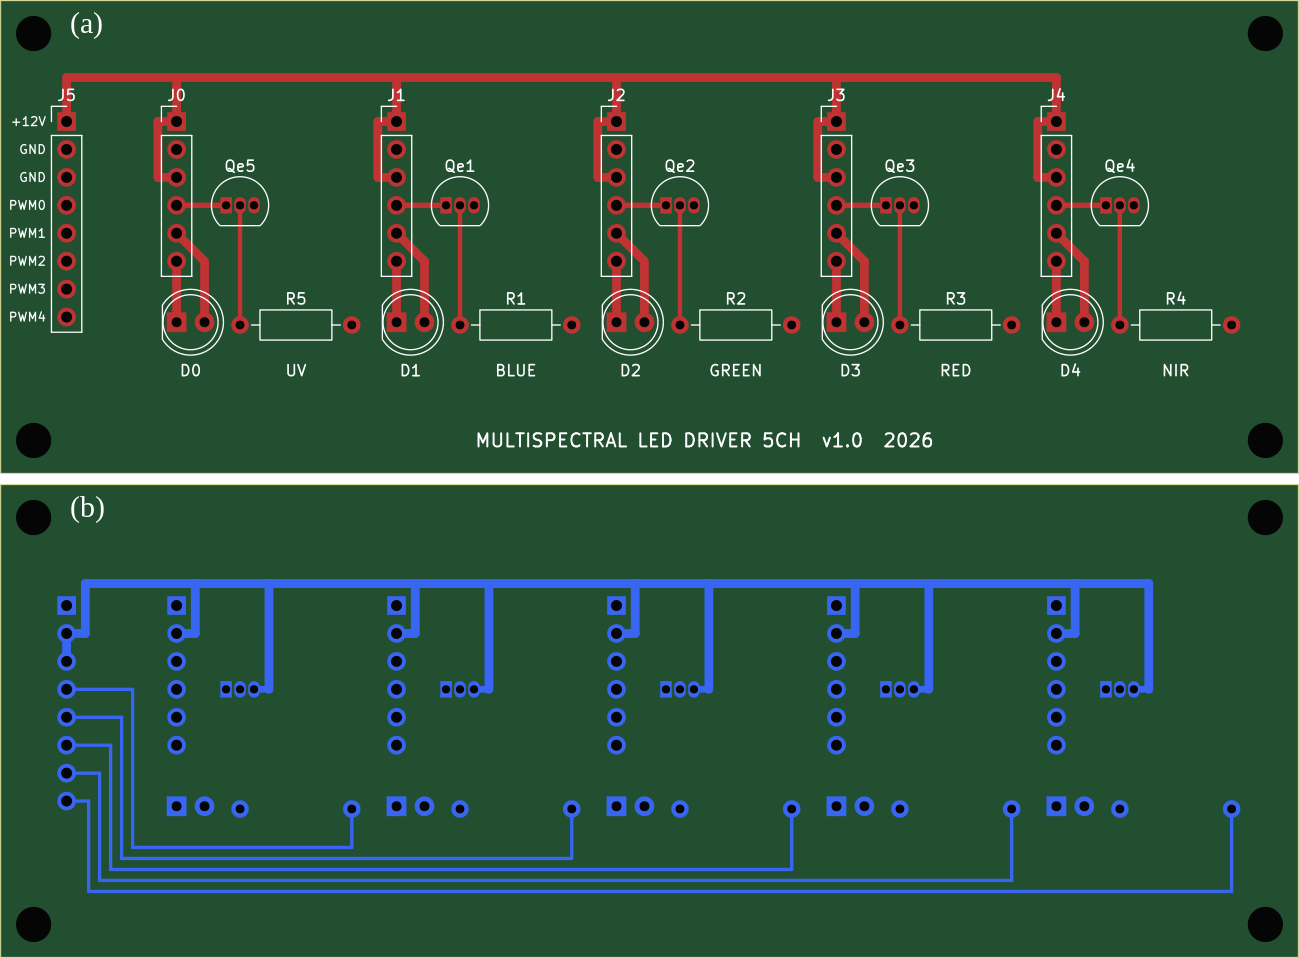 (a)
J5 J0 J1 J2 J3 J4
+12V
GND
Qe5 Qe1 Qe2 Qe3 Qe4
GND
PWM0
PWM1
PWM2
PWM3
R5 R1 R2 R3 R4
PWM4
D0 UV D1 BLUE D2 GREEN D3 RED D4 NIR
MULTISPECTRAL LED DRIVER 5CH v1.0 2026
(b)